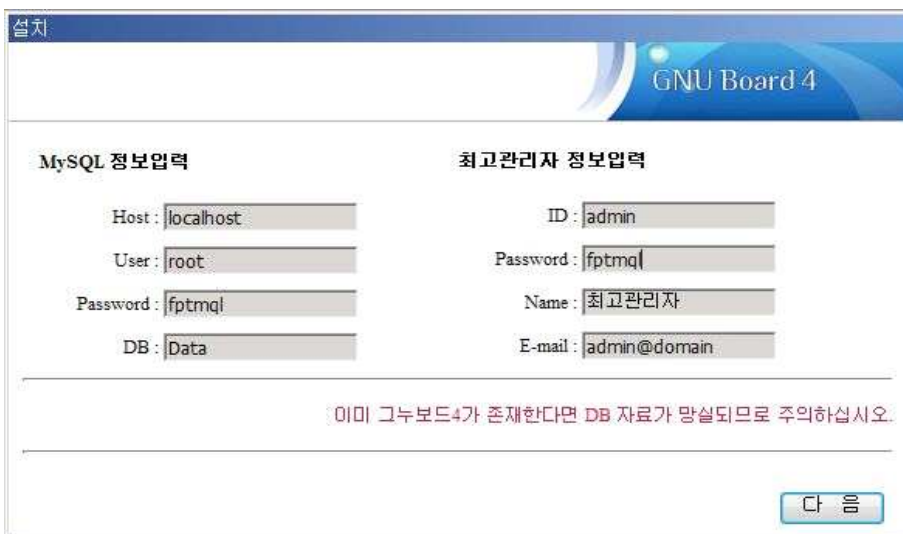 설치
GNU Board 4
MySQL 정보입력
Host : localhost
User : root
Password : fptmql
DB : Data
최고관리자 정보입력
ID : admin
Password : fptmql
Name : 최고관리자
E-mail : admin@domain
이미 그누보드4가 존재한다면 DB 자료가 망실되므로 주의하십시오.
다 음